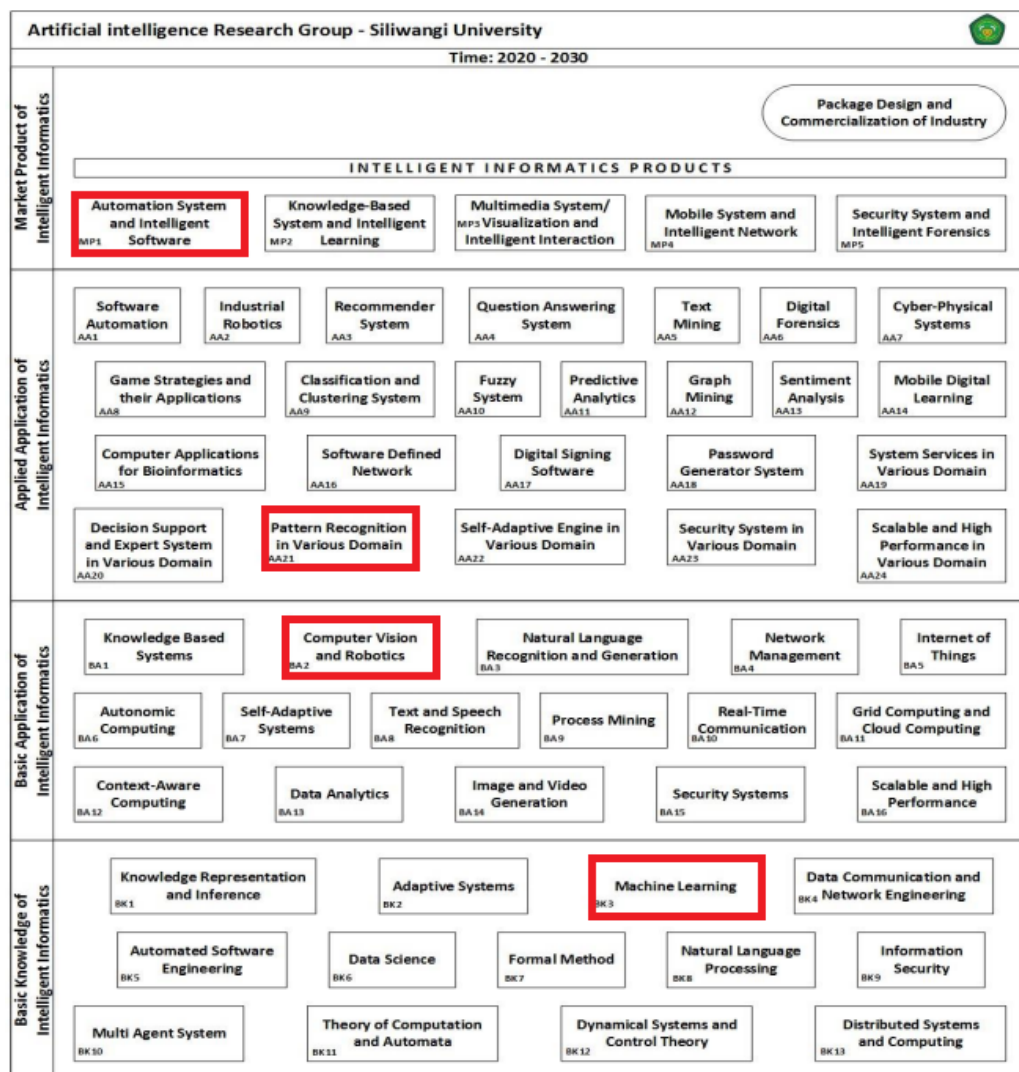 Artificial intelligence Research Group - Siliwangi University
Time: 2020 - 2030
Market Product of
Intelligent Informatics
Package Design and
Commercialization of Industry
INTELLIGENT INFORMATICS PRODUCTS
Automation System
and Intelligent
Software
MP1
Knowledge-Based
System and Intelligent
Learning
MP2
Multimedia System/
Visualization and
Intelligent Interaction
MP3
Mobile System and
Intelligent Network
MP4
Security System and
Intelligent Forensics
MP5
Applied Application of
Intelligent Informatics
Software
Automation
AA1
Industrial
Robotics
AA2
Recommender
System
AA3
Question Answering
System
AA4
Text
Mining
AA5
Digital
Forensics
AA6
Cyber-Physical
Systems
AA7
Game Strategies and
their Applications
AA8
Classification and
Clustering System
AA9
Fuzzy
System
AA10
Predictive
Analytics
AA11
Graph
Mining
AA12
Sentiment
Analysis
AA13
Mobile Digital
Learning
AA14
Computer Applications
for Bioinformatics
AA15
Software Defined
Network
AA16
Digital Signing
Software
AA17
Password
Generator System
AA18
System Services in
Various Domain
AA19
Decision Support
and Expert System
in Various Domain
AA20
Pattern Recognition
in Various Domain
AA21
Self-Adaptive Engine in
Various Domain
AA22
Security System in
Various Domain
AA23
Scalable and High
Performance in
Various Domain
AA24
Basic Application of
Intelligent Informatics
Knowledge Based
Systems
BA1
Computer Vision
and Robotics
BA2
Natural Language
Recognition and Generation
BA3
Network
Management
BA4
Internet of
Things
BA5
Autonomic
Computing
BA6
Self-Adaptive
Systems
BA7
Text and Speech
Recognition
BA8
Process Mining
BA9
Real-Time
Communication
BA10
Grid Computing and
Cloud Computing
BA11
Context-Aware
Computing
BA12
Data Analytics
BA13
Image and Video
Generation
BA14
Security Systems
BA15
Scalable and High
Performance
BA16
Basic Knowledge of
Intelligent Informatics
Knowledge Representation
and Inference
BK1
Adaptive Systems
BK2
Machine Learning
BK3
Data Communication and
Network Engineering
BK4
Automated Software
Engineering
BK5
Data Science
BK6
Formal Method
BK7
Natural Language
Processing
BK8
Information
Security
BK9
Multi Agent System
BK10
Theory of Computation
and Automata
BK11
Dynamical Systems and
Control Theory
BK12
Distributed Systems
and Computing
BK13